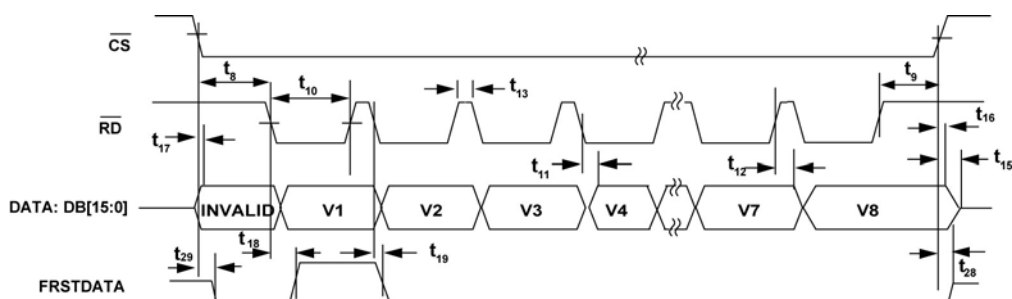 CS
t8
t10
t13
t9
RD
t17
t11
t12
t16
t15
DATA: DB[15:0]
INVALID V1 V2 V3 V4 V7 V8
t29
t18
t19
t28
FRSTDATA